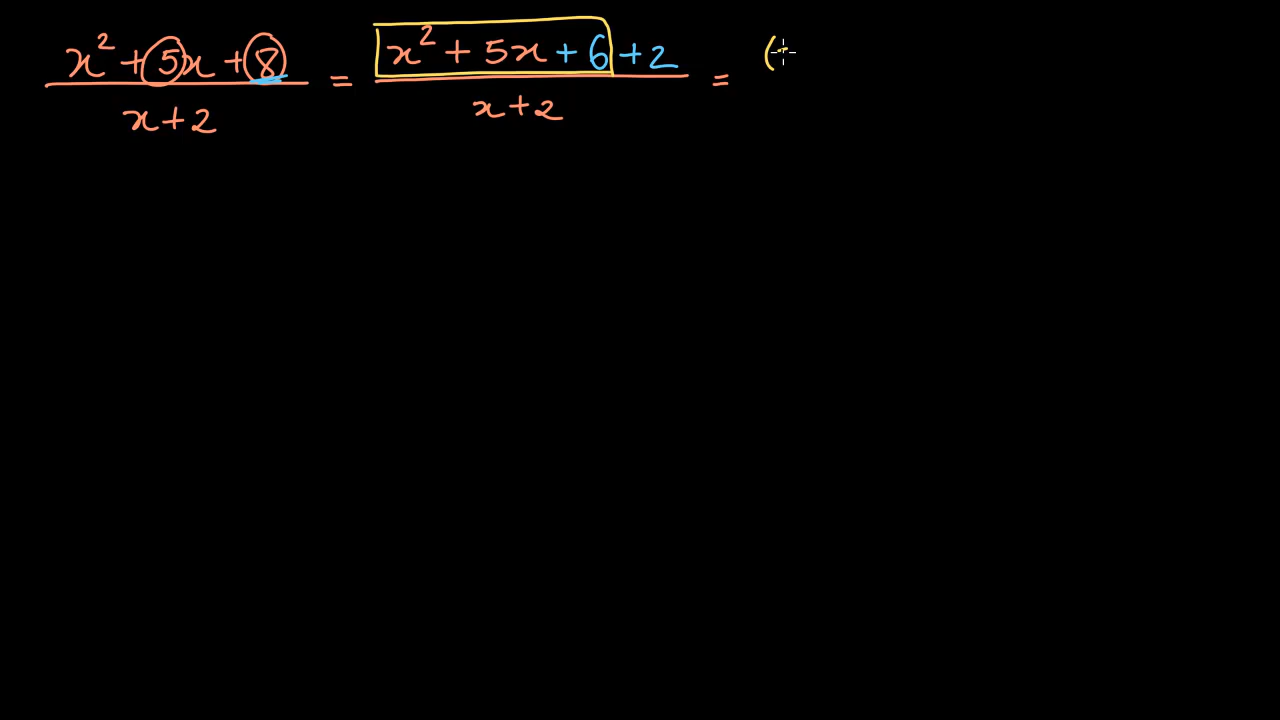 x² + 5x + 8 = x² + 5x + 6 + 2 = (
x + 2 x + 2